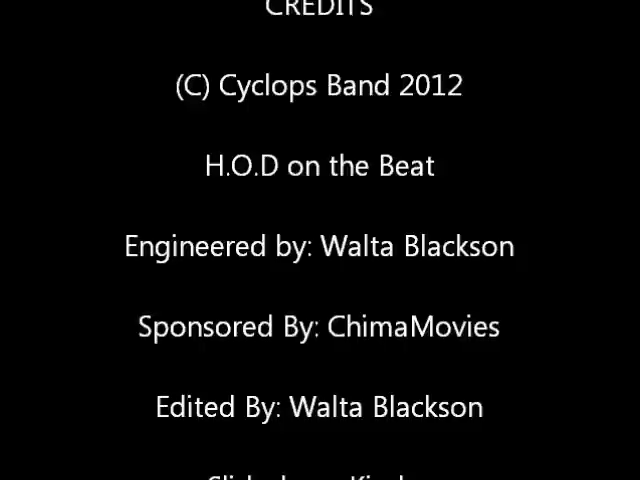 CREDITS
(C) Cyclops Band 2012
H.O.D on the Beat
Engineered by: Walta Blackson
Sponsored By: ChimaMovies
Edited By: Walta Blackson